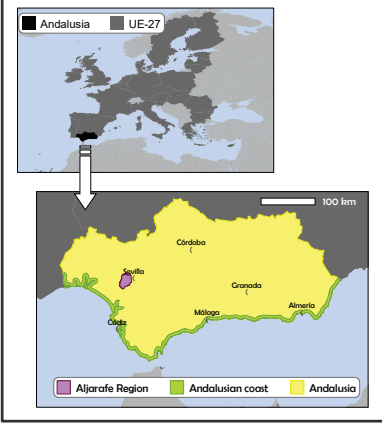 Andalusia UE-27
100 km
Córdoba
Sevilla
Granada
Málaga
Almería
Cádiz
Aljarafe Region Andalusian coast Andalusia